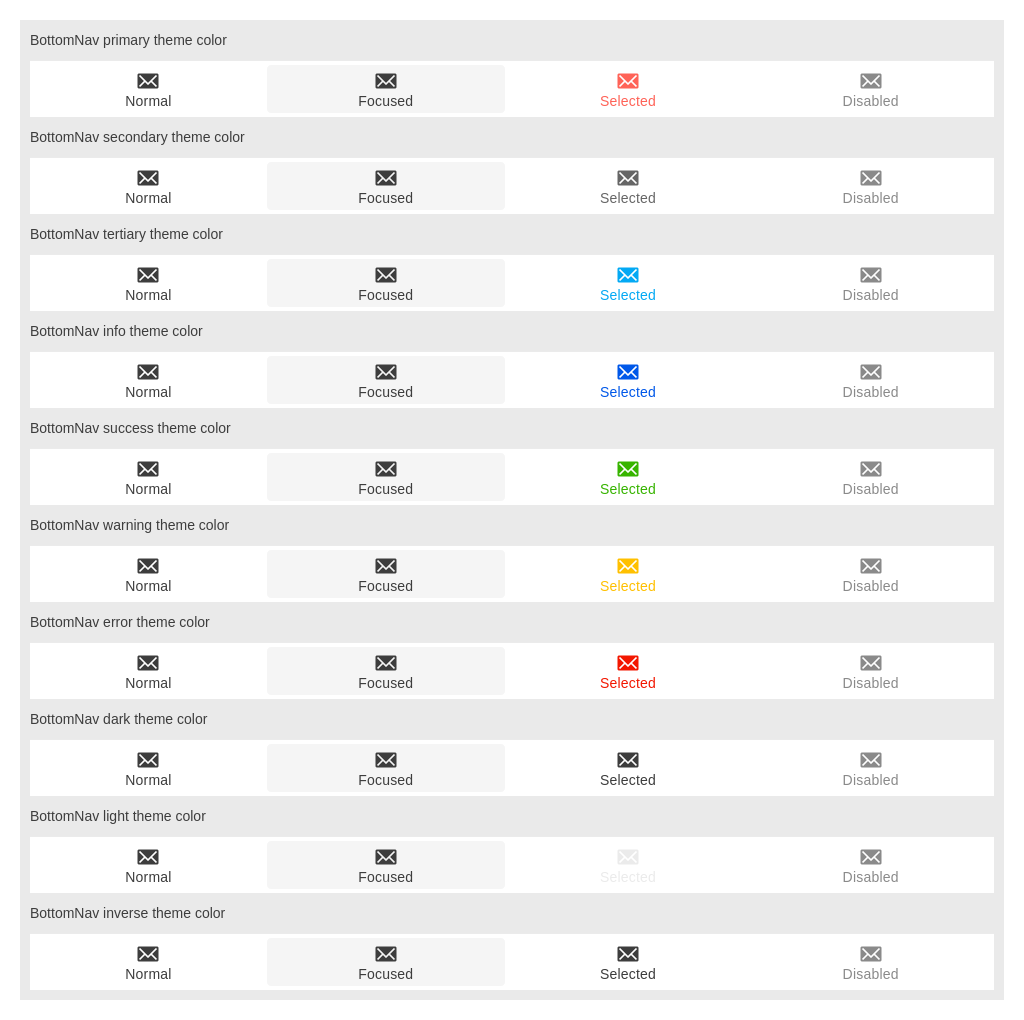 BottomNav primary theme color
Normal Focused Selected Disabled
BottomNav secondary theme color
Normal Focused Selected Disabled
BottomNav tertiary theme color
Normal Focused Selected Disabled
BottomNav info theme color
Normal Focused Selected Disabled
BottomNav success theme color
Normal Focused Selected Disabled
BottomNav warning theme color
Normal Focused Selected Disabled
BottomNav error theme color
Normal Focused Selected Disabled
BottomNav dark theme color
Normal Focused Selected Disabled
BottomNav light theme color
Normal Focused Selected Disabled
BottomNav inverse theme color
Normal Focused Selected Disabled